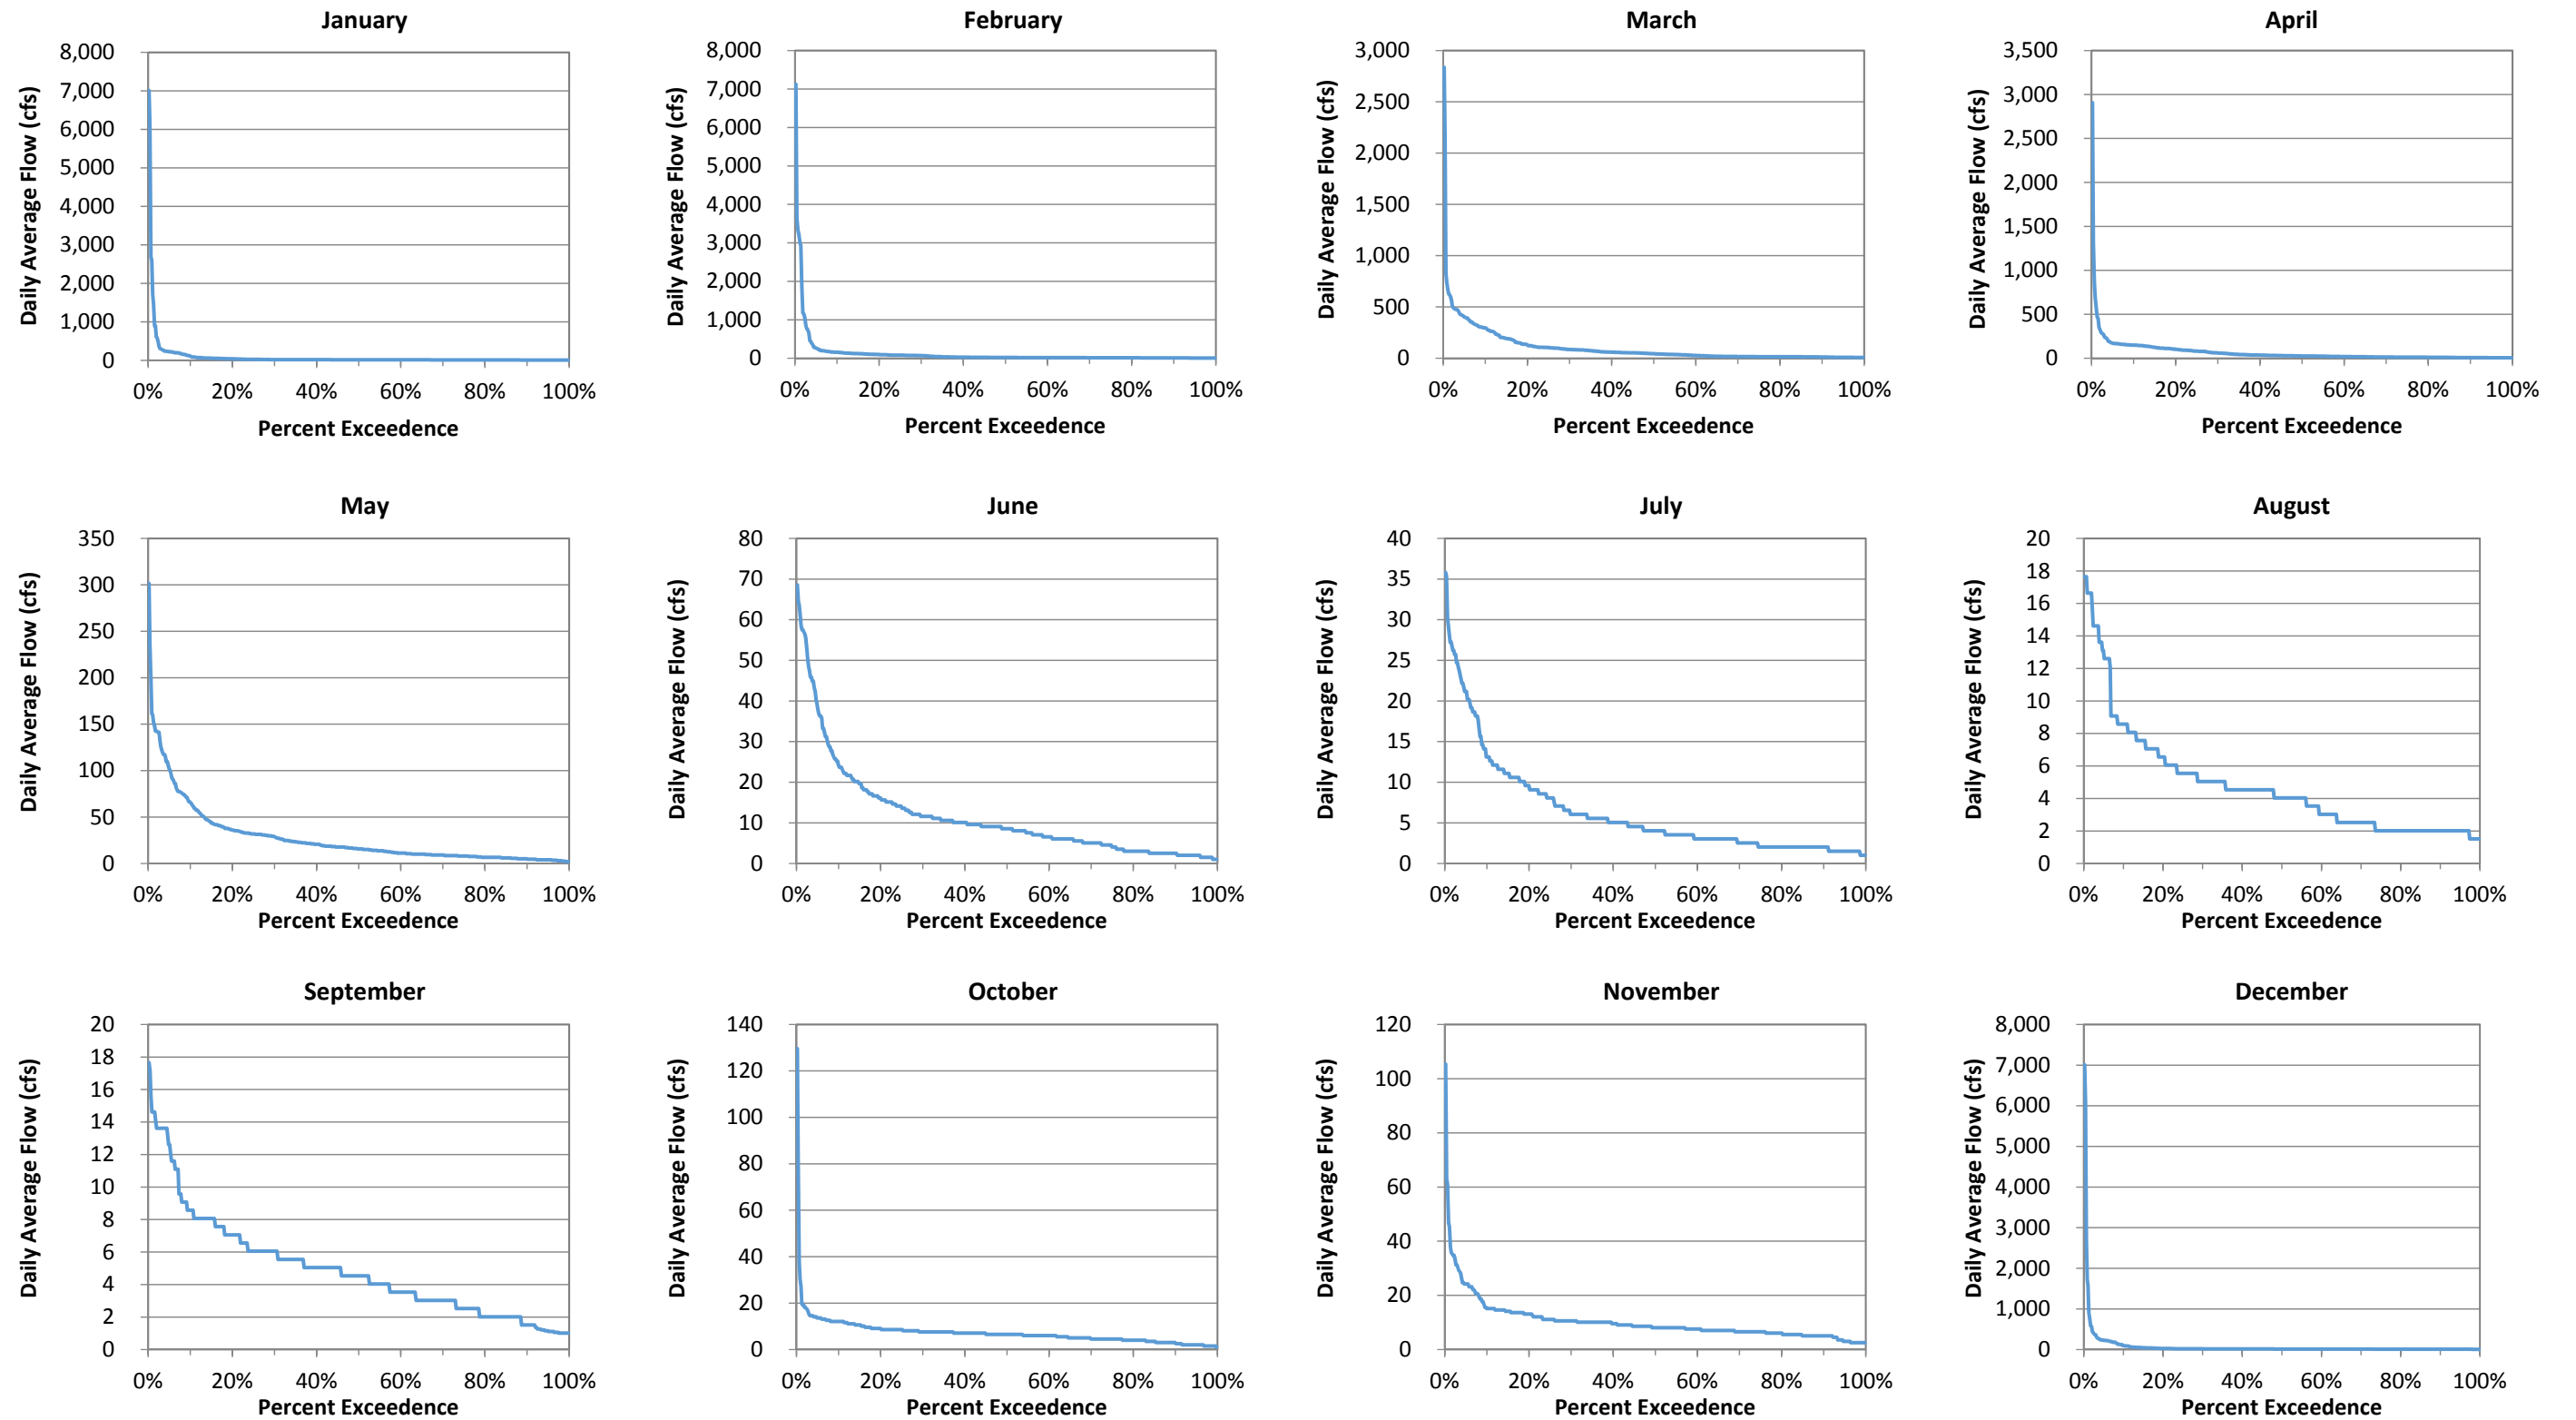 January
8,000
7,000
6,000
5,000
4,000
3,000
2,000
1,000
0
0% 20% 40% 60% 80% 100%
Daily Average Flow (cfs)
Percent Exceedence
February
8,000
7,000
6,000
5,000
4,000
3,000
2,000
1,000
0
0% 20% 40% 60% 80% 100%
Daily Average Flow (cfs)
Percent Exceedence
March
3,000
2,500
2,000
1,500
1,000
500
0
0% 20% 40% 60% 80% 100%
Daily Average Flow (cfs)
Percent Exceedence
April
3,500
3,000
2,500
2,000
1,500
1,000
500
0
0% 20% 40% 60% 80% 100%
Daily Average Flow (cfs)
Percent Exceedence
May
350
300
250
200
150
100
50
0
0% 20% 40% 60% 80% 100%
Daily Average Flow (cfs)
Percent Exceedence
June
80
70
60
50
40
30
20
10
0
0% 20% 40% 60% 80% 100%
Daily Average Flow (cfs)
Percent Exceedence
July
40
35
30
25
20
15
10
5
0
0% 20% 40% 60% 80% 100%
Daily Average Flow (cfs)
Percent Exceedence
August
20
18
16
14
12
10
8
6
4
2
0
0% 20% 40% 60% 80% 100%
Daily Average Flow (cfs)
Percent Exceedence
September
20
18
16
14
12
10
8
6
4
2
0
0% 20% 40% 60% 80% 100%
Daily Average Flow (cfs)
Percent Exceedence
October
140
120
100
80
60
40
20
0
0% 20% 40% 60% 80% 100%
Daily Average Flow (cfs)
Percent Exceedence
November
120
100
80
60
40
20
0
0% 20% 40% 60% 80% 100%
Daily Average Flow (cfs)
Percent Exceedence
December
8,000
7,000
6,000
5,000
4,000
3,000
2,000
1,000
0
0% 20% 40% 60% 80% 100%
Daily Average Flow (cfs)
Percent Exceedence